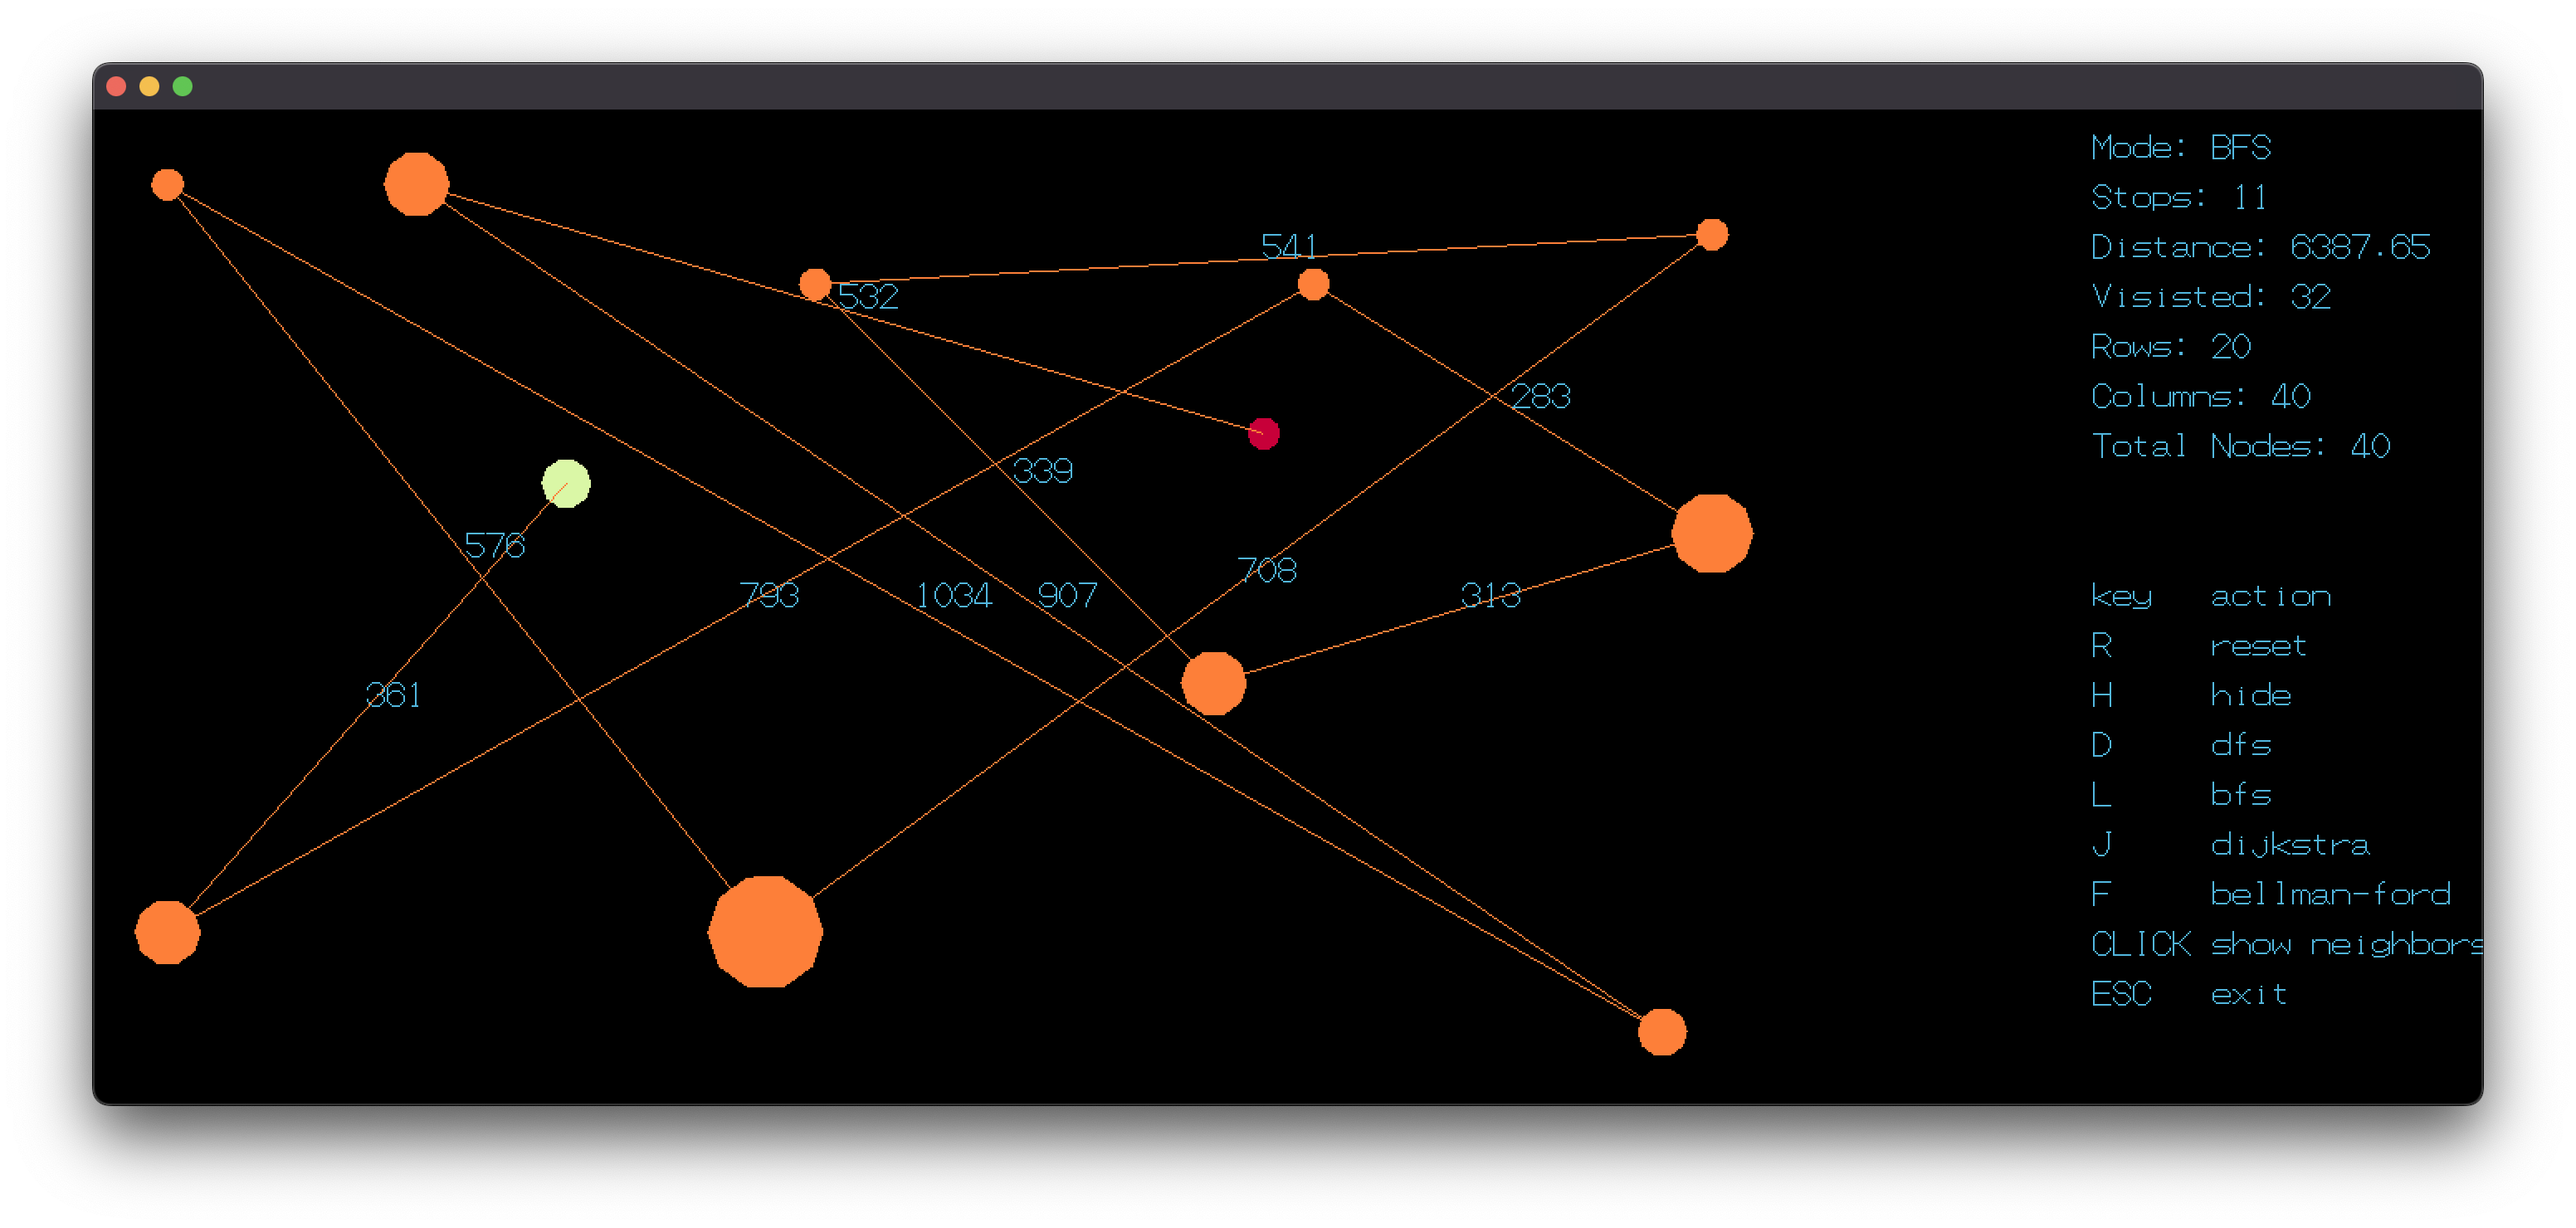 Mode: BFS
Stops: 11
Distance: 6387.65
Visisted: 32
Rows: 20
Columns: 40
Total Nodes: 40
key action
R reset
H hide
D dfs
L bfs
J dijkstra
F bellman-ford
CLICK show neighbors
ESC exit
541
532
283
339
576
708
793
1034
907
313
361